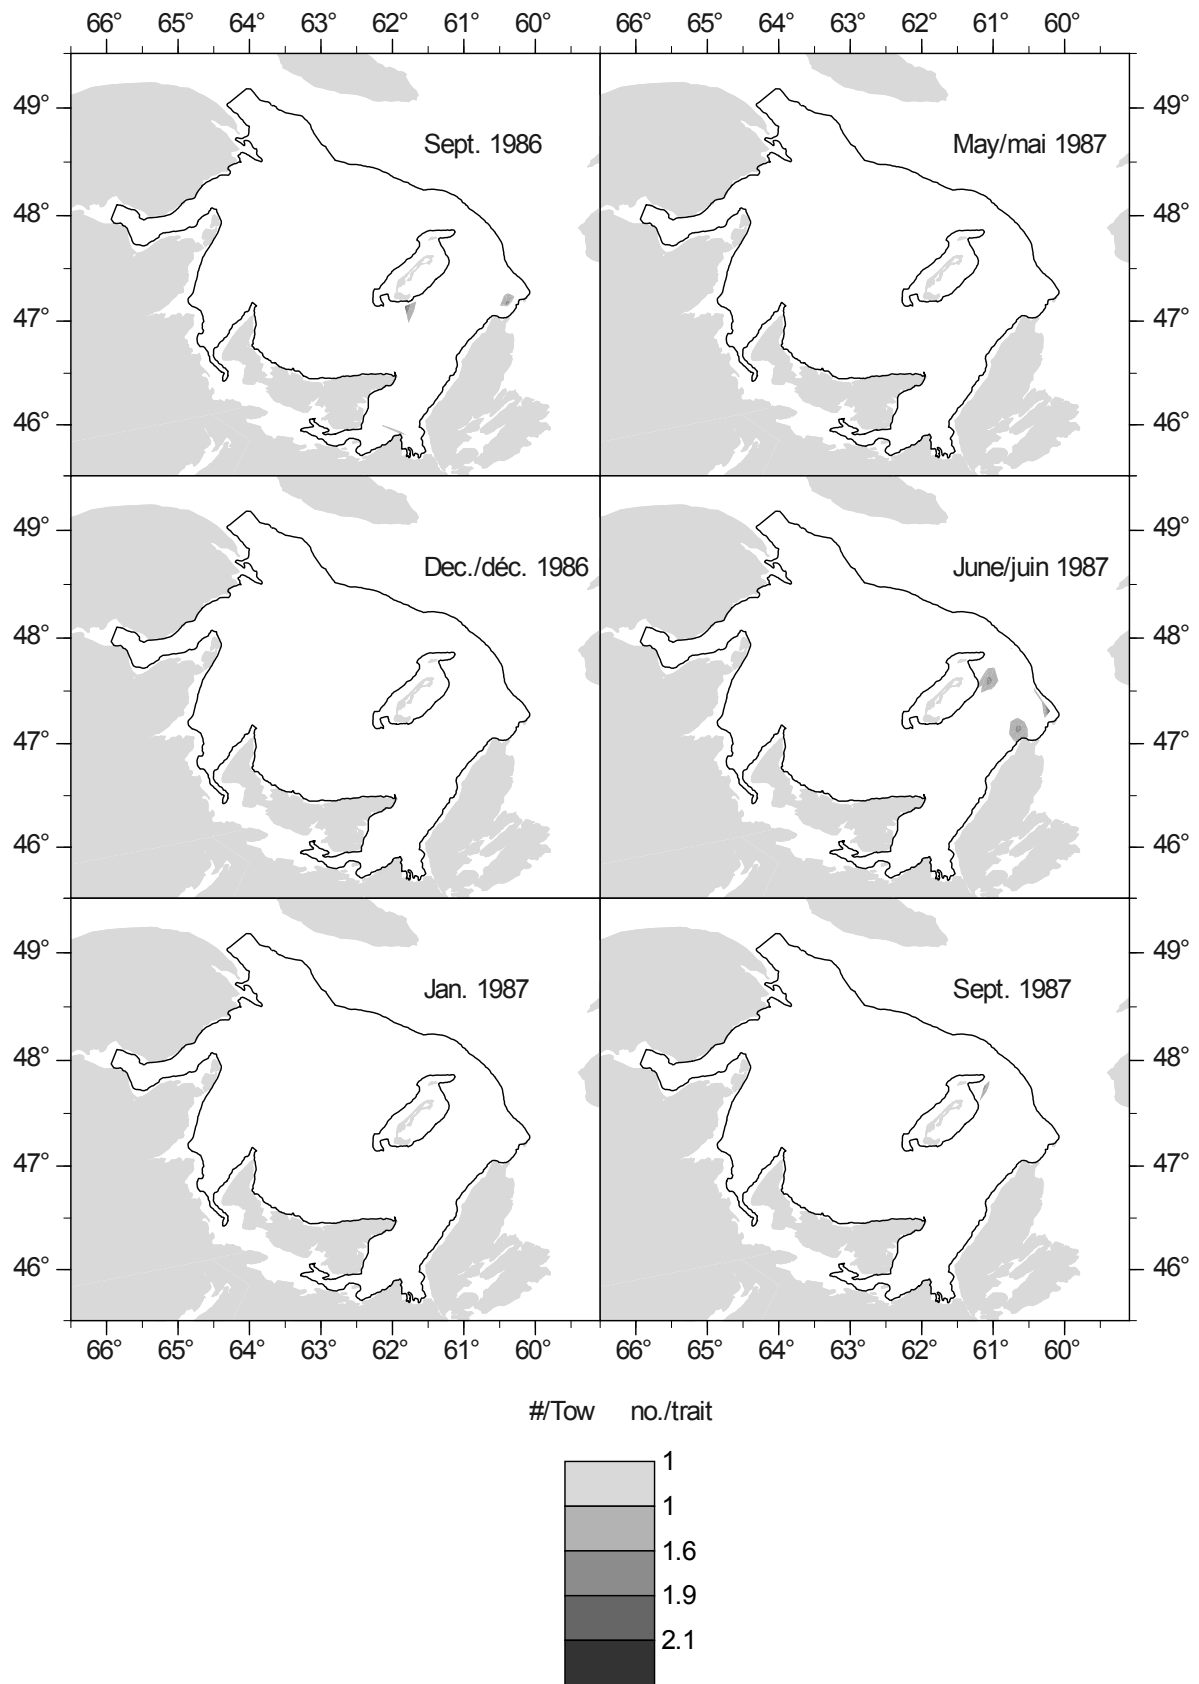 66° 65° 64° 63° 62° 61° 60° 66° 65° 64° 63° 62° 61° 60°
49° 49°
Sept. 1986 May/mai 1987
48° 48°
47° 47°
46° 46°
49° 49°
Dec./déc. 1986 June/juin 1987
48° 48°
47° 47°
46° 46°
49° 49°
Jan. 1987 Sept. 1987
48° 48°
47° 47°
46° 46°
66° 65° 64° 63° 62° 61° 60° 66° 65° 64° 63° 62° 61° 60°
#/Tow no./trait
1
1
1.6
1.9
2.1